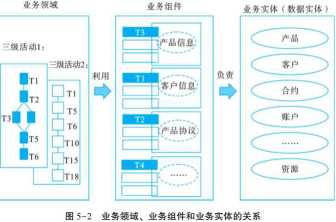 业务领域
业务组件
业务实体（数据实体）
三级活动1:
三级活动2:
T1
T2
T3
T5
T6
T1
T5
T6
T10
T15
T18
利用
T3
产品信息
T1
客户信息
T2
产品协议
T4
……
负责
产品
客户
合约
账户
……
资源
图 5-2 业务领域、业务组件和业务实体的关系